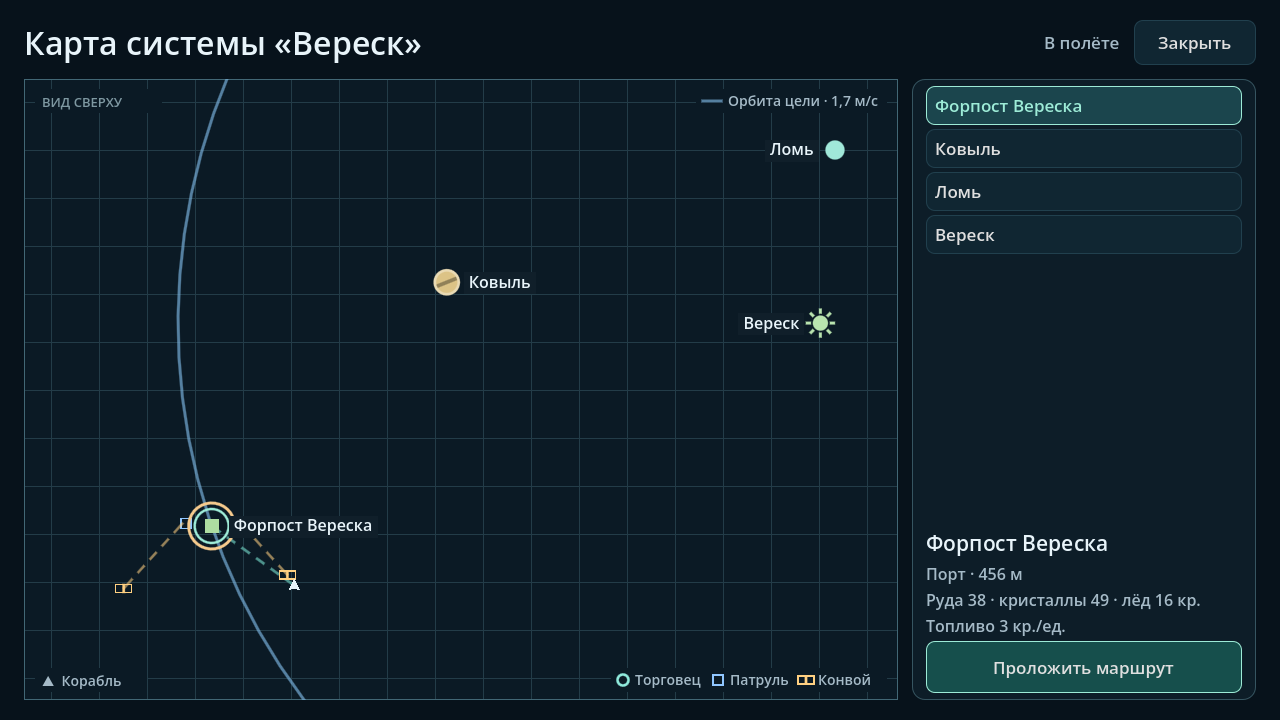 Карта системы «Вереск»
В полёте
Закрыть
ВИД СВЕРХУ
Орбита цели · 1,7 м/с
Ломь
Ковыль
Вереск
Форпост Вереска
Корабль
Торговец
Патруль
Конвой
Форпост Вереска
Ковыль
Ломь
Вереск
Форпост Вереска
Порт · 456 м
Руда 38 · кристаллы 49 · лёд 16 кр.
Топливо 3 кр./ед.
Проложить маршрут